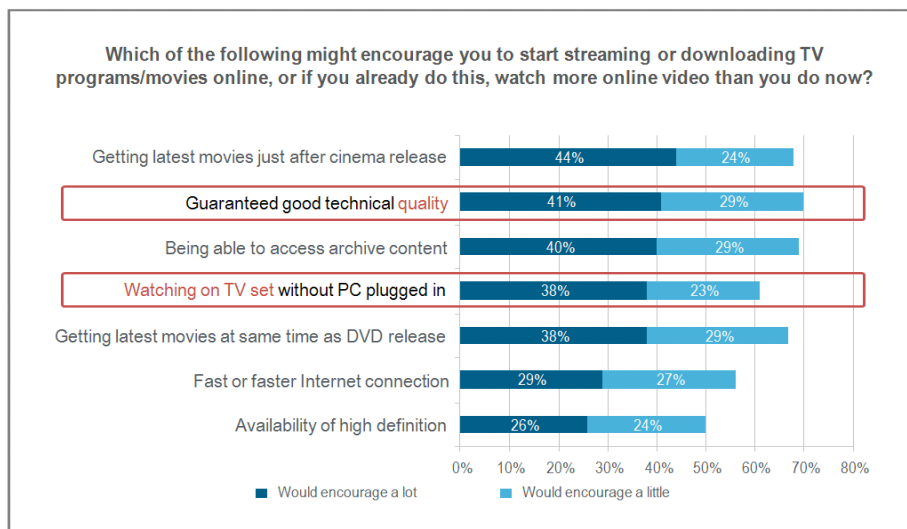 Which of the following might encourage you to start streaming or downloading TV
programs/movies online, or if you already do this, watch more online video than you do now?
Getting latest movies just after cinema release 44% 24%
Guaranteed good technical quality 41% 29%
Being able to access archive content 40% 29%
Watching on TV set without PC plugged in 38% 23%
Getting latest movies at same time as DVD release 38% 29%
Fast or faster Internet connection 29% 27%
Availability of high definition 26% 24%
0% 10% 20% 30% 40% 50% 60% 70% 80%
Would encourage a lot Would encourage a little